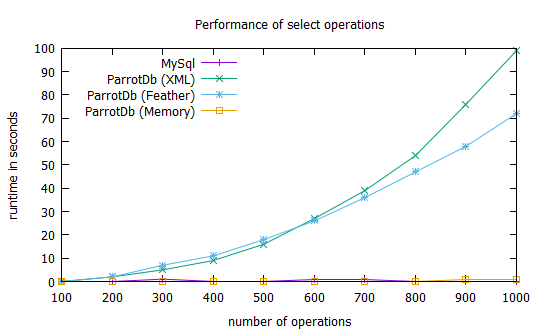 Performance of select operations
100
90
80
70
60
50
40
30
20
10
0
MySql
ParrotDb (XML)
ParrotDb (Feather)
ParrotDb (Memory)
runtime in seconds
100 200 300 400 500 600 700 800 900 1000
number of operations